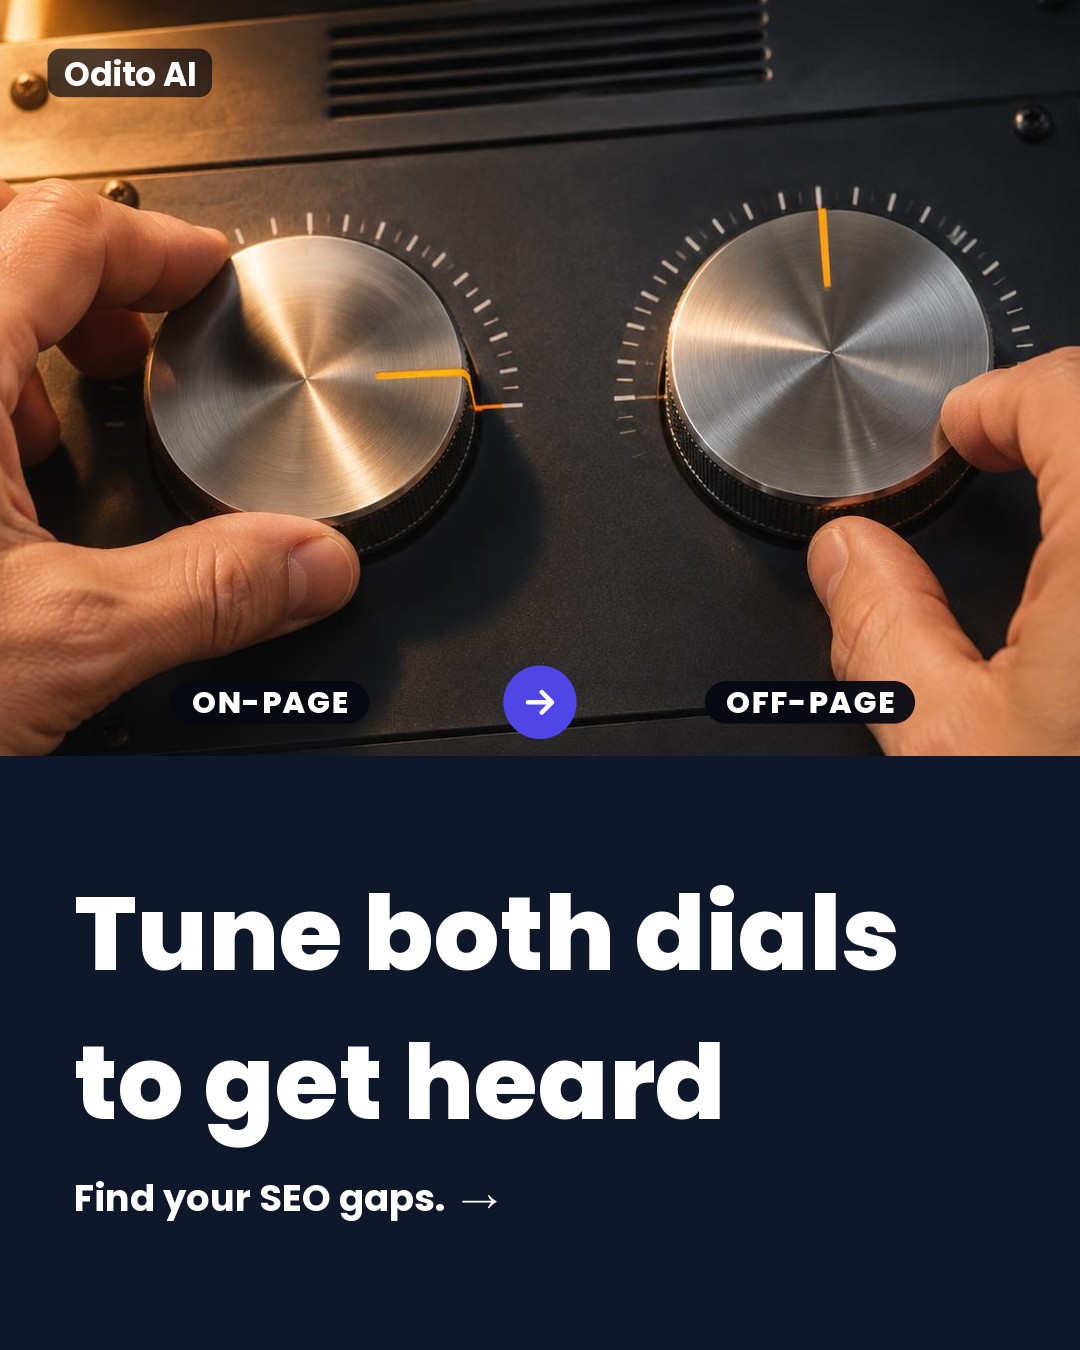 Odito AI
ON-PAGE
→
OFF-PAGE
Tune both dials
to get heard
Find your SEO gaps. →